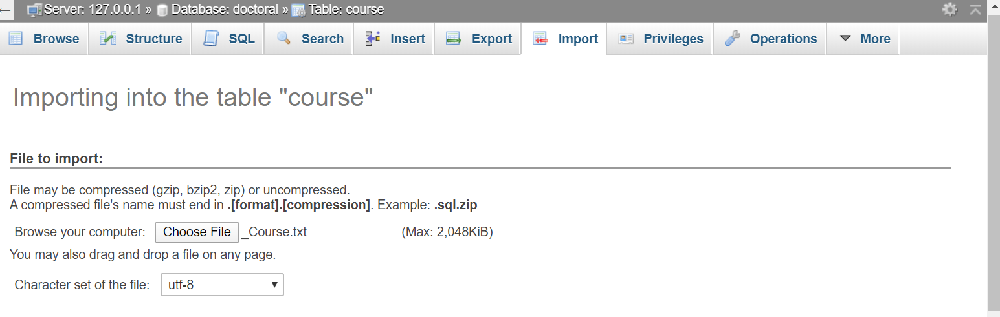 Server: 127.0.0.1 » Database: doctoral » Table: course
Browse Structure SQL Search Insert Export Import Privileges Operations More
Importing into the table "course"
File to import:
File may be compressed (gzip, bzip2, zip) or uncompressed.
A compressed file's name must end in .[format].[compression]. Example: .sql.zip
Browse your computer: Choose File _Course.txt (Max: 2,048KiB)
You may also drag and drop a file on any page.
Character set of the file: utf-8